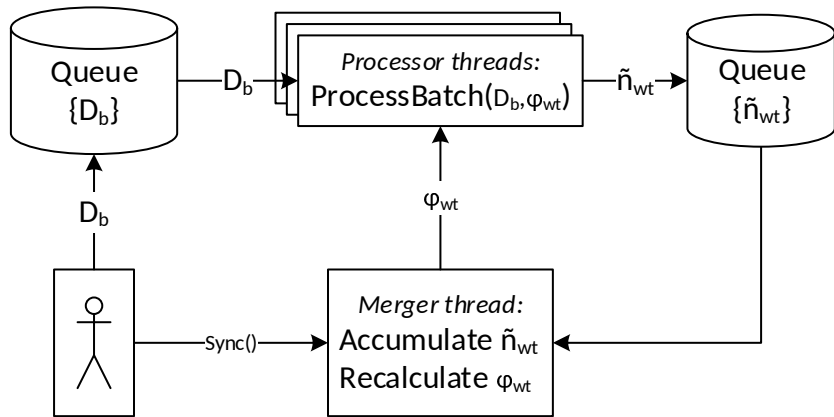 Queue
{D_b}
D_b
Processor threads:
ProcessBatch(D_b,φ_wt)
ñ_wt
Queue
{ñ_wt}
D_b
φ_wt
Sync()
Merger thread:
Accumulate ñ_wt
Recalculate φ_wt